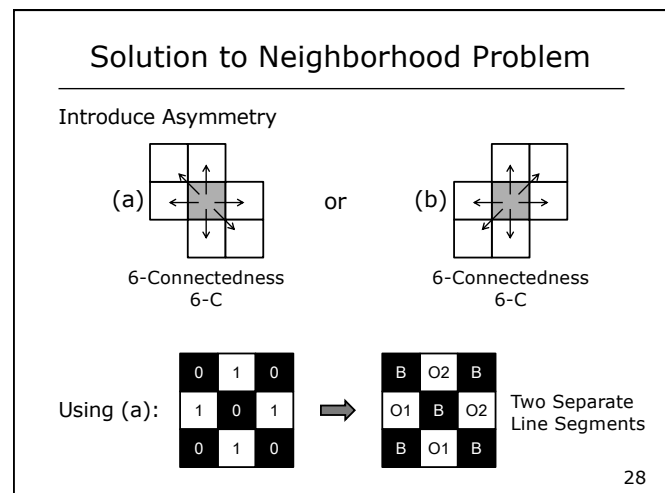 Solution to Neighborhood Problem
Introduce Asymmetry
(a)
or
(b)
6-Connectedness
6-C
6-Connectedness
6-C
Using (a):
0 1 0
1 0 1
0 1 0
B O2 B
O1 B O2
B O1 B
Two Separate
Line Segments
28